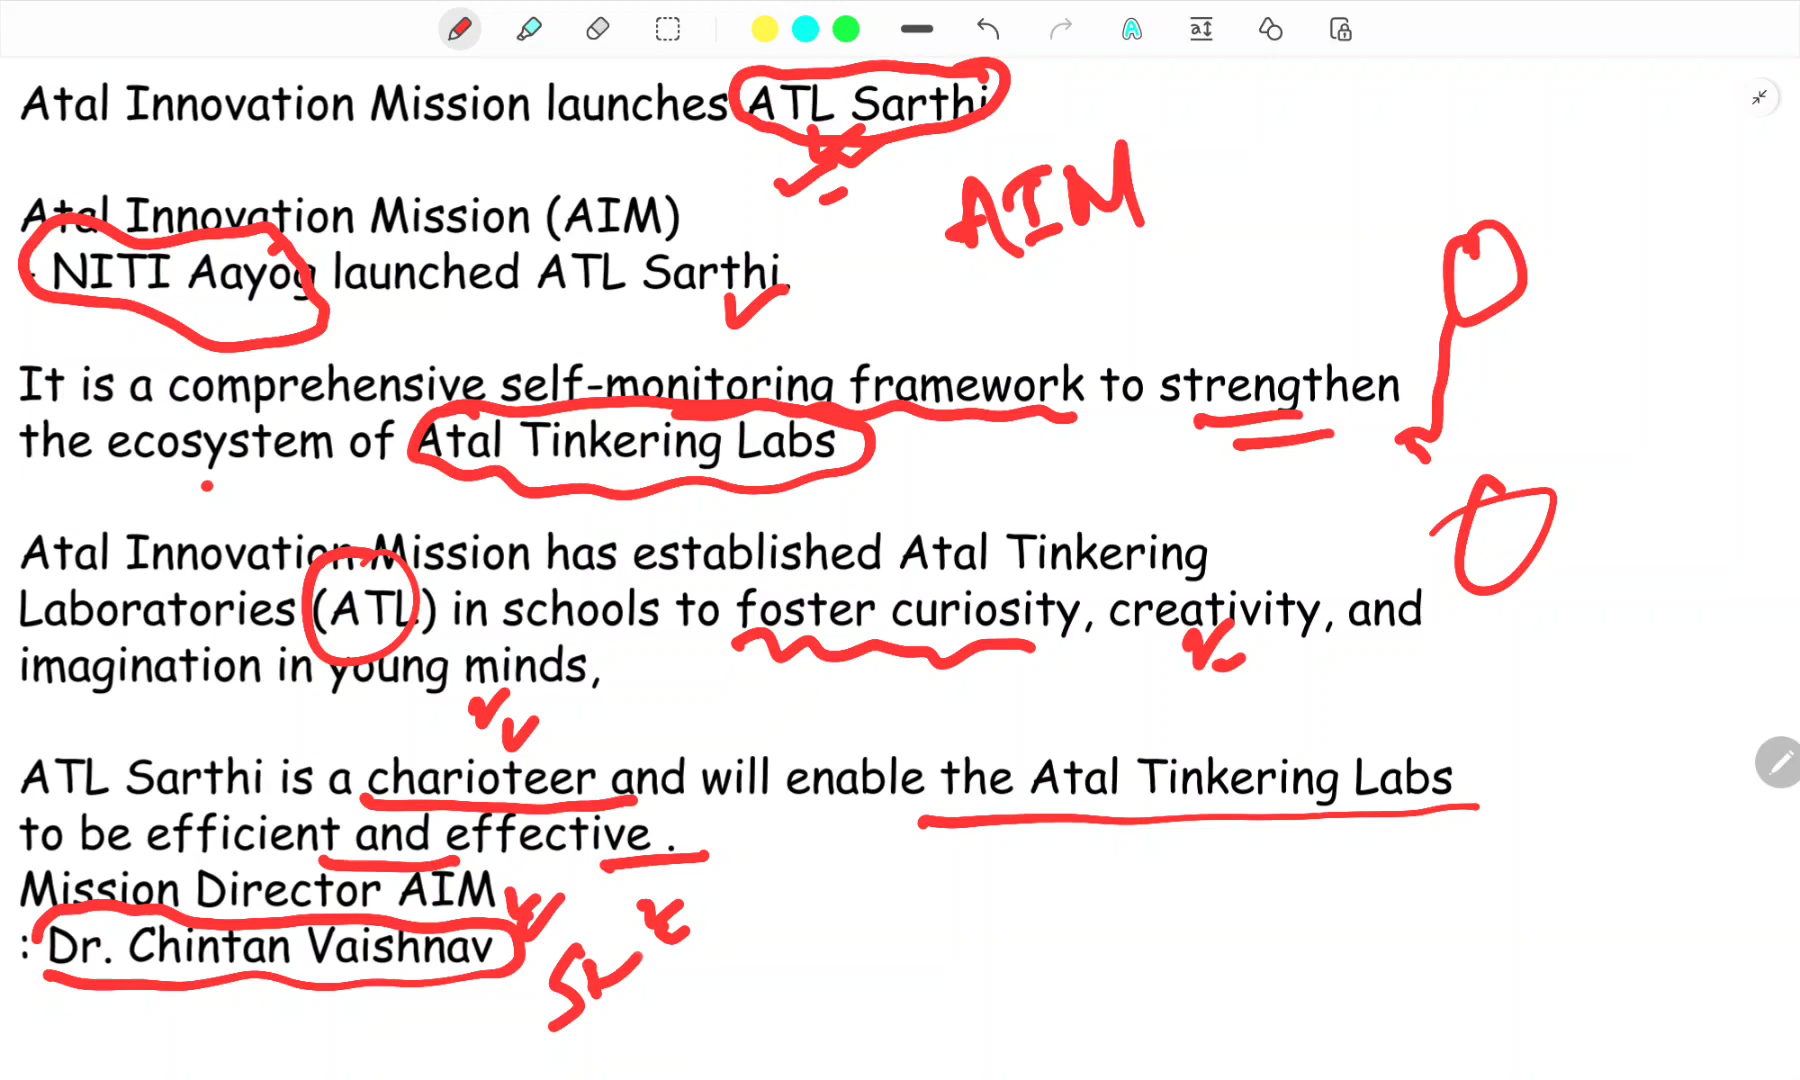 Atal Innovation Mission launches ATL Sarthi
AIM
Atal Innovation Mission (AIM)
- NITI Aayog launched ATL Sarthi.
It is a comprehensive self-monitoring framework to strengthen
the ecosystem of Atal Tinkering Labs
Atal Innovation Mission has established Atal Tinkering
Laboratories (ATL) in schools to foster curiosity, creativity, and
imagination in young minds,
ATL Sarthi is a charioteer and will enable the Atal Tinkering Labs
to be efficient and effective .
Mission Director AIM
: Dr. Chintan Vaishnav